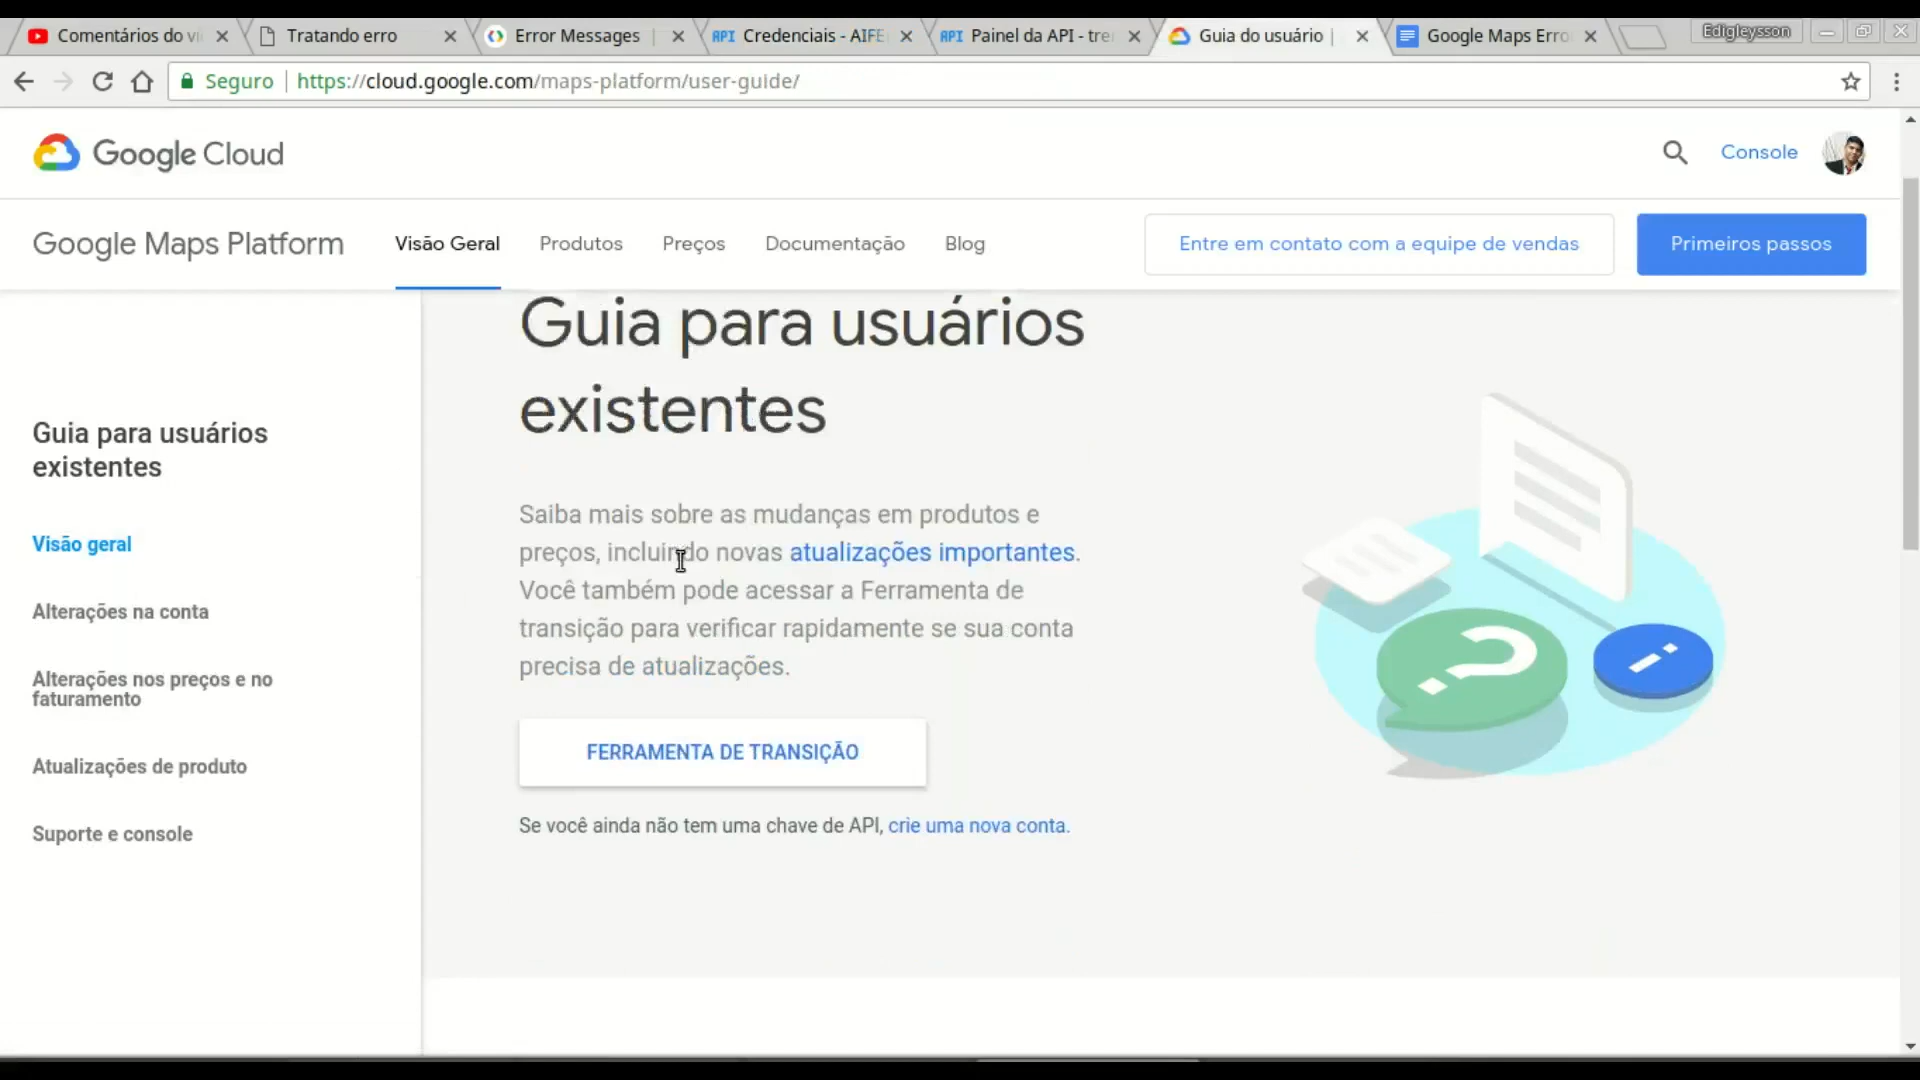 Comentários do ví
Tratando erro
Error Messages
API Credenciais - AIFE
API Painel da API - tre
Guia do usuário |
Google Maps Erro
Edigleysson
Seguro
https://cloud.google.com/maps-platform/user-guide/
Google Cloud
Console
Google Maps Platform
Visão Geral
Produtos
Preços
Documentação
Blog
Entre em contato com a equipe de vendas
Primeiros passos
Guia para usuários
existentes
Visão geral
Alterações na conta
Alterações nos preços e no
faturamento
Atualizações de produto
Suporte e console
Guia para usuários
existentes
Saiba mais sobre as mudanças em produtos e
preços, incluindo novas atualizações importantes.
Você também pode acessar a Ferramenta de
transição para verificar rapidamente se sua conta
precisa de atualizações.
FERRAMENTA DE TRANSIÇÃO
Se você ainda não tem uma chave de API, crie uma nova conta.